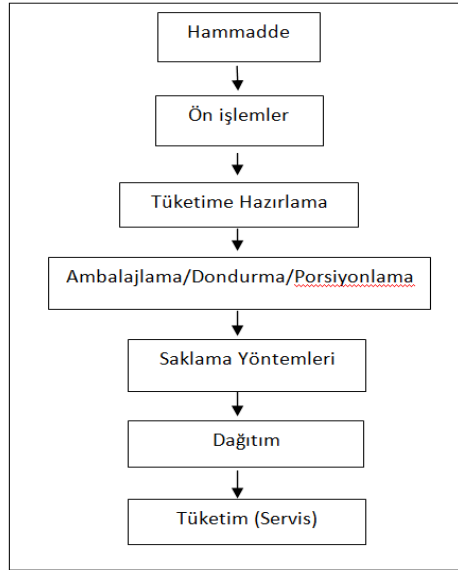 Hammadde
Ön işlemler
Tüketime Hazırlama
Ambalajlama/Dondurma/Porsiyonlama
Saklama Yöntemleri
Dağıtım
Tüketim (Servis)